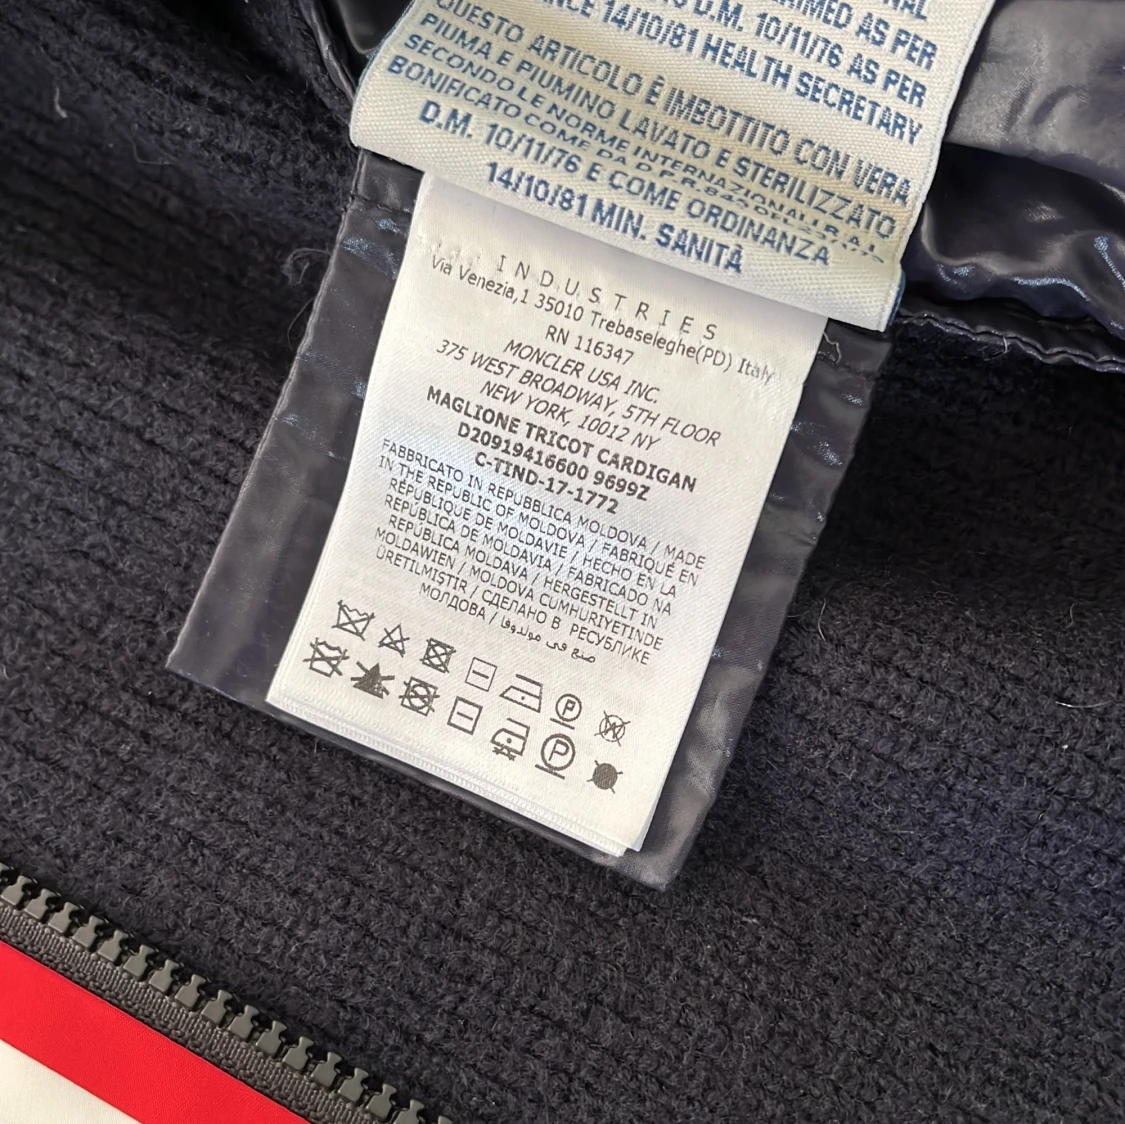 NAL
AIMED AS PER
D.M. 10/11/76 AS PER
NCE 14/10/81 HEALTH SECRETARY
QUESTO ARTICOLO È IMBOTTITO CON VERA
PIUMA E PIUMINO LAVATO E STERILIZZATO
SECONDO LE NORME INTERNAZIONALI R.A.L.
BONIFICATO COME DA D.P.R.
D.M. 10/11/76 E COME ORDINANZA
14/10/81 MIN. SANITÀ
INDUSTRIES
Via Venezia,1 35010 Trebaseleghe(PD) Italy
RN 116347
MONCLER USA INC.
375 WEST BROADWAY, 5TH FLOOR
NEW YORK, 10012 NY
MAGLIONE TRICOT CARDIGAN
D20919416600 9699Z
C-TIND-17-1772
FABBRICATO IN REPUBBLICA MOLDOVA / MADE
IN THE REPUBLIC OF MOLDOVA / FABRIQUÉ EN
RÉPUBLIQUE DE MOLDAVIE / HECHO EN LA
REPÚBLICA DE MOLDAVIA / FABRICADO NA
REPÚBLICA MOLDAVA / HERGESTELLT IN
MOLDAWIEN / MOLDOVA CUMHURIYETINDE
ÜRETILMISTIR / СДЕЛАНО В РЕСПУБЛИКЕ
МОЛДОВА / صنع في مولدوفا
P W
P